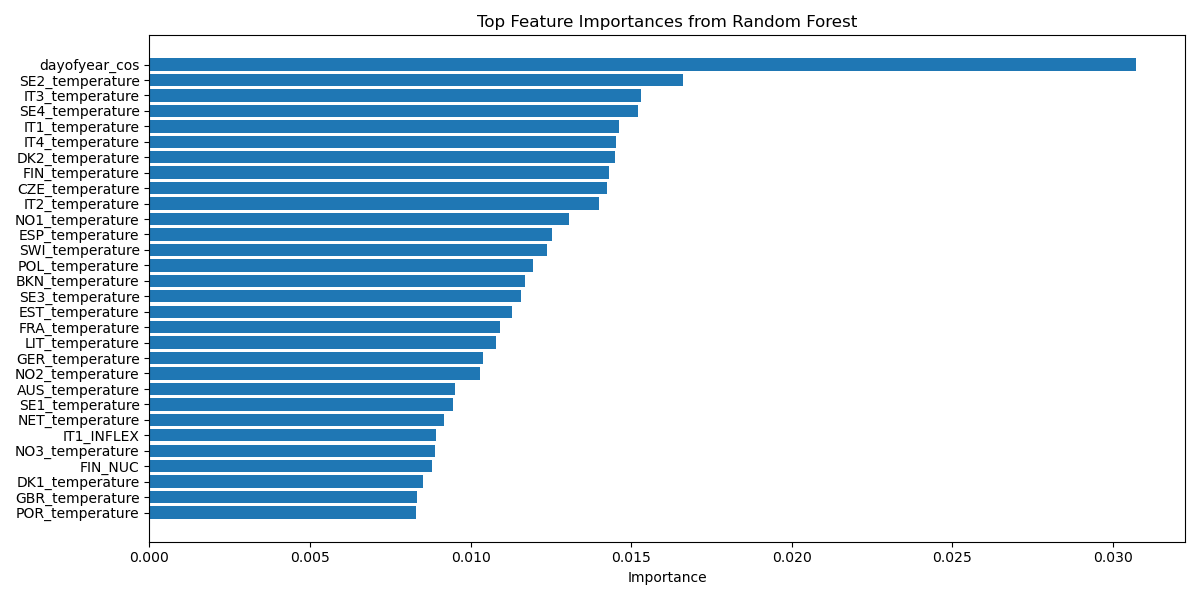 Top Feature Importances from Random Forest
dayofyear_cos
SE2_temperature
IT3_temperature
SE4_temperature
IT1_temperature
IT4_temperature
DK2_temperature
FIN_temperature
CZE_temperature
IT2_temperature
NO1_temperature
ESP_temperature
SWI_temperature
POL_temperature
BKN_temperature
SE3_temperature
EST_temperature
FRA_temperature
LIT_temperature
GER_temperature
NO2_temperature
AUS_temperature
SE1_temperature
NET_temperature
IT1_INFLEX
NO3_temperature
FIN_NUC
DK1_temperature
GBR_temperature
POR_temperature
0.000 0.005 0.010 0.015 0.020 0.025 0.030
Importance